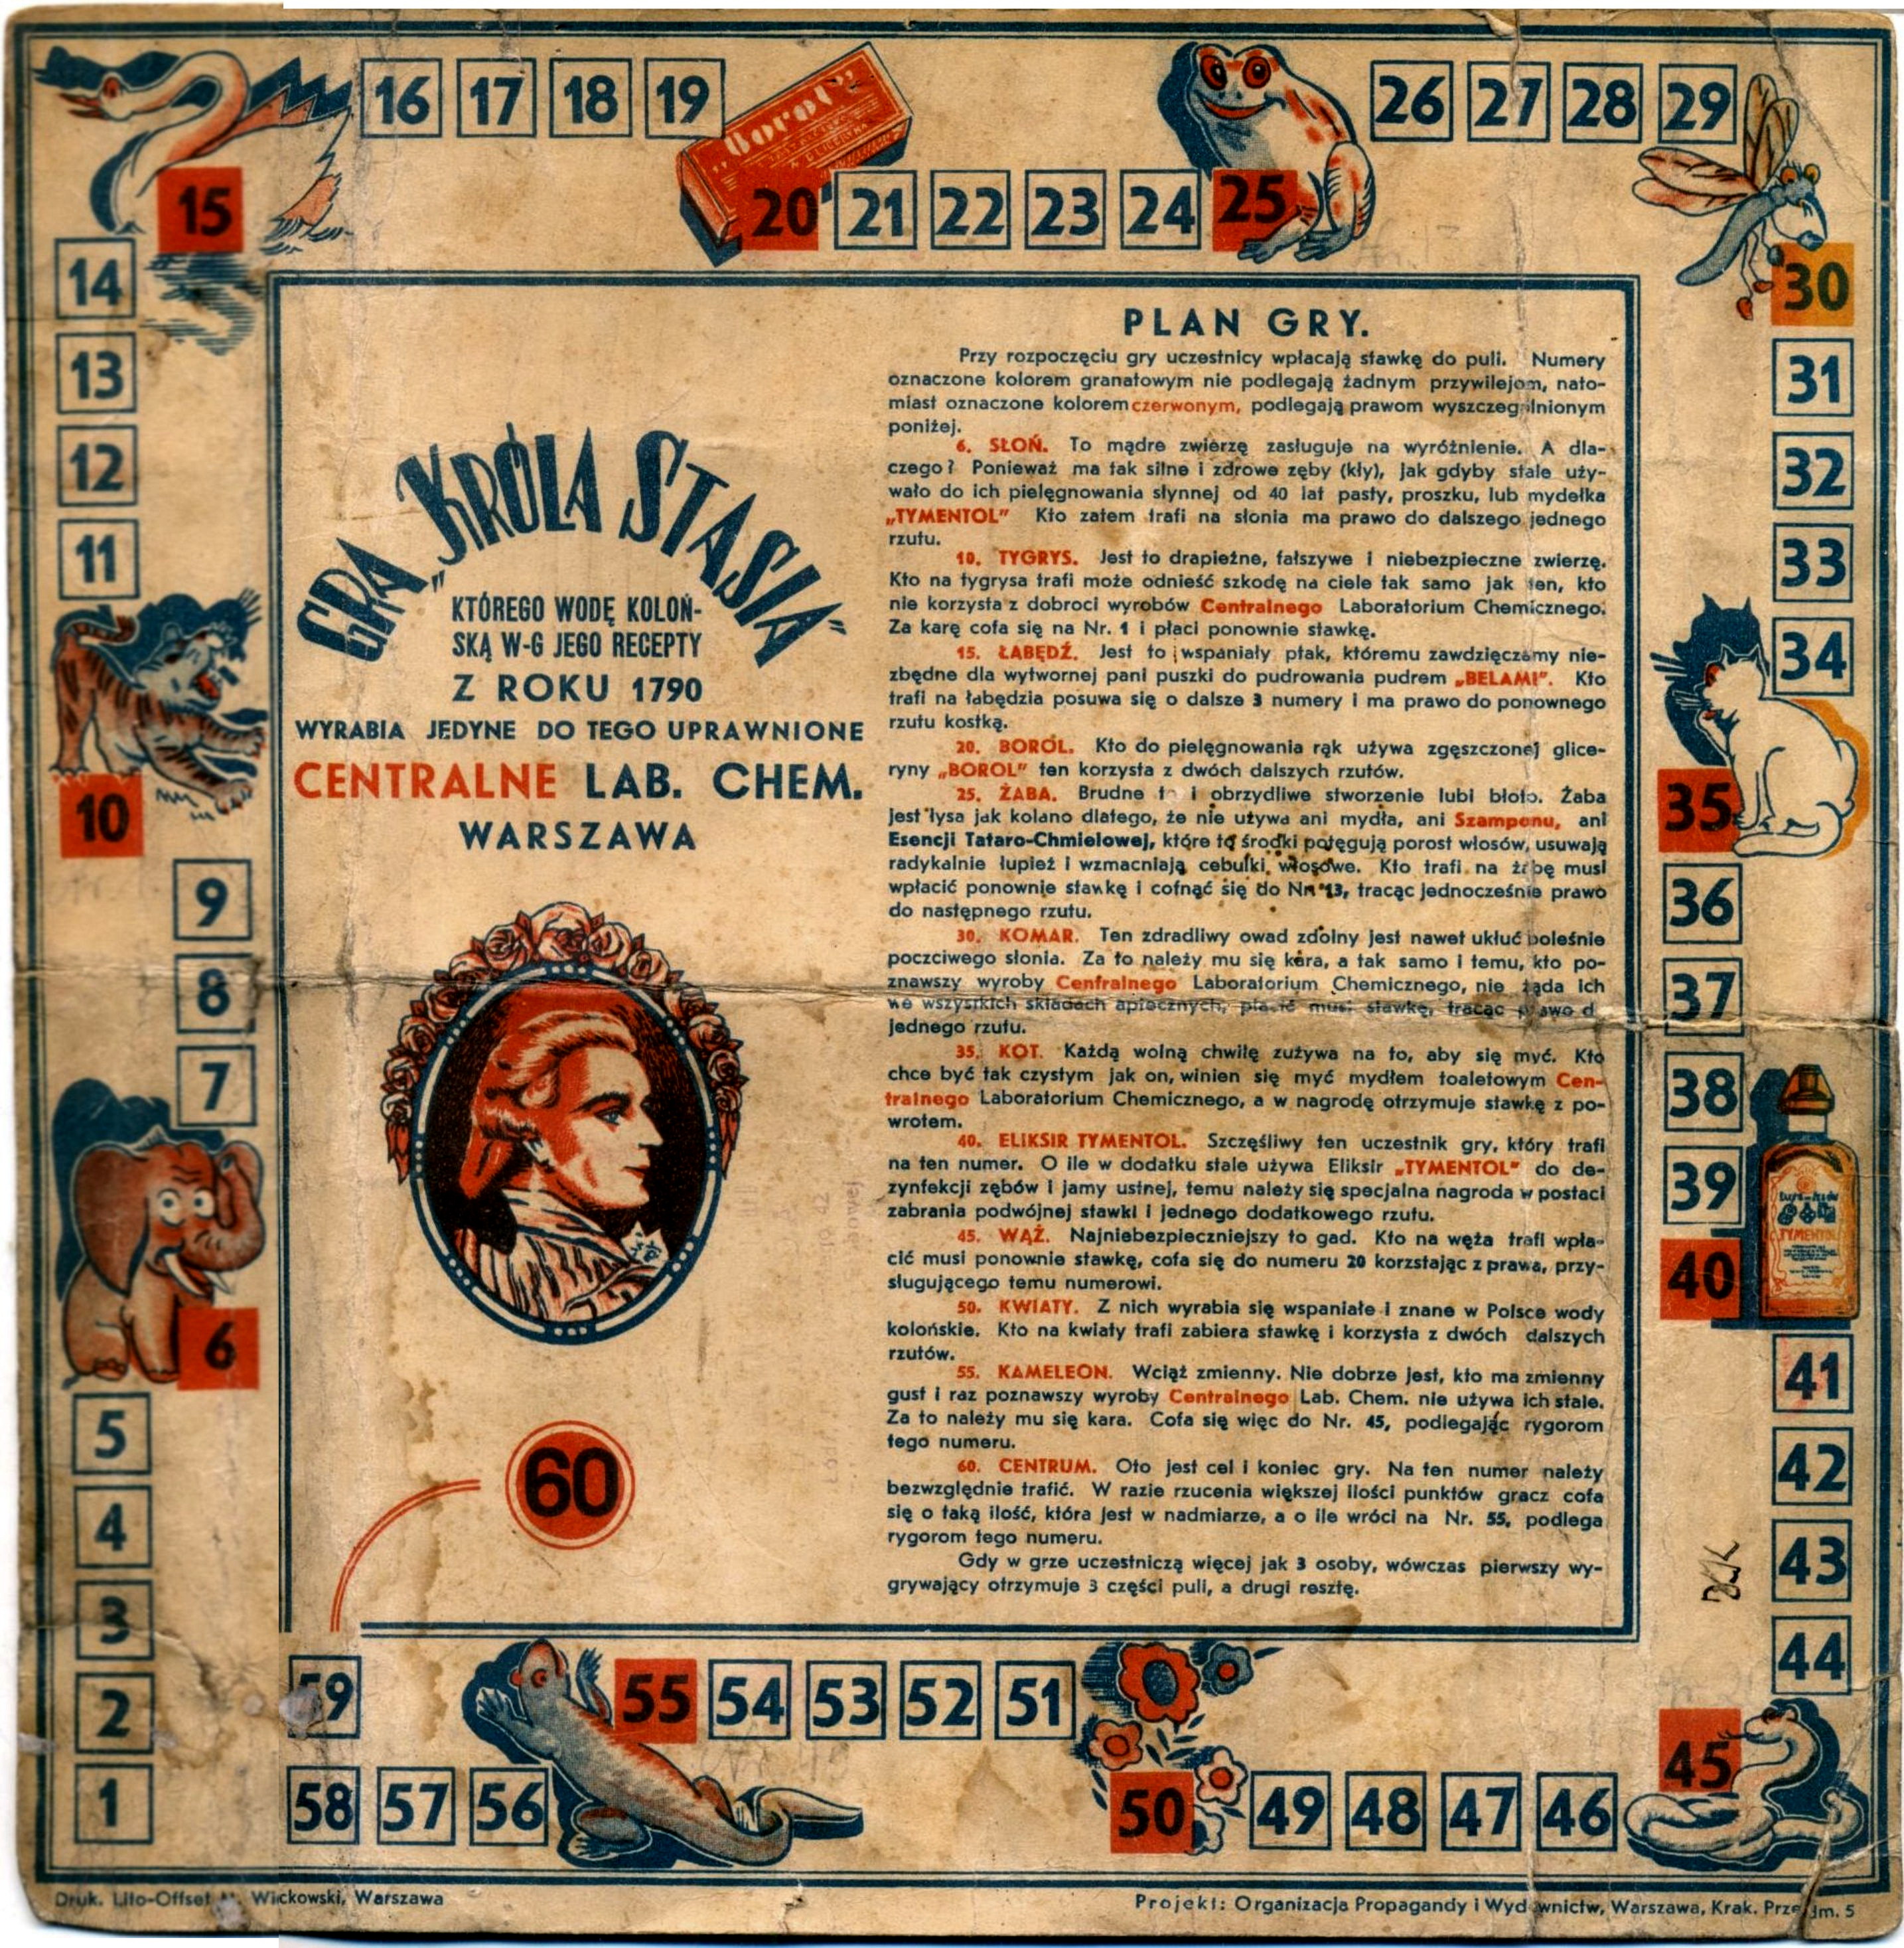 16 17 18 19
"Borol"
20 21 22 23 24 25
26 27 28 29
15
14
13
12
11
10
9
8
7
6
5
4
3
2
1
30
31
32
33
34
35
36
37
38
39
40
TYMENTOL
41
42
43
44
45
GRA „KRÓLA STASIA”
KTÓREGO WODĘ KOLOŃ-
SKĄ W-G JEGO RECEPTY
Z ROKU 1790
WYRABIA JEDYNE DO TEGO UPRAWNIONE
CENTRALNE LAB. CHEM.
WARSZAWA
60
PLAN GRY.
Przy rozpoczęciu gry uczestnicy wpłacają stawkę do puli. Numery
oznaczone kolorem granatowym nie podlegają żadnym przywilejom, nato-
miast oznaczone kolorem czerwonym, podlegają prawom wyszczególnionym
poniżej.
6. SŁOŃ. To mądre zwierzę zasługuje na wyróżnienie. A dla-
czego? Ponieważ ma tak silne i zdrowe zęby (kły), jak gdyby stale uży-
wało do ich pielęgnowania słynnej od 40 lat pasty, proszku, lub mydełka
„TYMENTOL” Kto zatem trafi na słonia ma prawo do dalszego jednego
rzutu.
10. TYGRYS. Jest to drapieżne, fałszywe i niebezpieczne zwierzę.
Kto na tygrysa trafi może odnieść szkodę na ciele tak samo jak ten, kto
nie korzysta z dobroci wyrobów Centralnego Laboratorium Chemicznego.
Za karę cofa się na Nr. 1 i płaci ponownie stawkę.
15. ŁABĘDŹ. Jest to wspaniały ptak, któremu zawdzięczamy nie-
zbędne dla wytwornej pani puszki do pudrowania pudrem „BELAMI”. Kto
trafi na łabędzia posuwa się o dalsze 3 numery i ma prawo do ponownego
rzutu kostką.
20. BOROL. Kto do pielęgnowania rąk używa zgęszczonej glice-
ryny „BOROL” ten korzysta z dwóch dalszych rzutów.
25. ŻABA. Brudne to i obrzydliwe stworzenie lubi błoto. Żaba
jest łysa jak kolano dlatego, że nie używa ani mydła, ani Szamponu, ani
Esencji Tataro-Chmielowej, które to środki potęgują porost włosów, usuwają
radykalnie łupież i wzmacniają cebulki włosowe. Kto trafi na żabę musi
wpłacić ponownie stawkę i cofnąć się do Nr 13, tracąc jednocześnie prawo
do następnego rzutu.
30. KOMAR. Ten zdradliwy owad zdolny jest nawet ukłuć boleśnie
poczciwego słonia. Za to należy mu się kara, a tak samo i temu, kto po-
znawszy wyroby Centralnego Laboratorium Chemicznego, nie żąda ich
we wszystkich składach aptecznych, płacić musi stawkę, tracąc prawo d
jednego rzutu.
35. KOT. Każdą wolną chwilę zużywa na to, aby się myć. Kto
chce być tak czystym jak on, winien się myć mydłem toaletowym Cen-
tralnego Laboratorium Chemicznego, a w nagrodę otrzymuje stawkę z po-
wrotem.
40. ELIKSIR TYMENTOL. Szczęśliwy ten uczestnik gry, który trafi
na ten numer. O ile w dodatku stale używa Eliksir „TYMENTOL” do de-
zynfekcji zębów i jamy ustnej, temu należy się specjalna nagroda w postaci
zabrania podwójnej stawki i jednego dodatkowego rzutu.
45. WĄŻ. Najniebezpieczniejszy to gad. Kto na węża trafi wpła-
cić musi ponownie stawkę, cofa się do numeru 20 korzstając z prawa, przy-
sługującego temu numerowi.
50. KWIATY. Z nich wyrabia się wspaniałe i znane w Polsce wody
kolońskie. Kto na kwiaty trafi zabiera stawkę i korzysta z dwóch dalszych
rzutów.
55. KAMELEON. Wciąż zmienny. Nie dobrze jest, kto ma zmienny
gust i raz poznawszy wyroby Centralnego Lab. Chem. nie używa ich stale.
Za to należy mu się kara. Cofa się więc do Nr. 45, podlegając rygorom
tego numeru.
60. CENTRUM. Oto jest cel i koniec gry. Na ten numer należy
bezwzględnie trafić. W razie rzucenia większej ilości punktów gracz cofa
się o taką ilość, która jest w nadmiarze, a o ile wróci na Nr. 55, podlega
rygorom tego numeru.
Gdy w grze uczestniczą więcej jak 3 osoby, wówczas pierwszy wy-
grywający otrzymuje 3 części puli, a drugi resztę.
59 55 54 53 52 51
58 57 56 50 49 48 47 46
Druk. Lito-Offset Wickowski, Warszawa
Projekt: Organizacja Propagandy i Wydawnictw, Warszawa, Krak. Przedm. 5